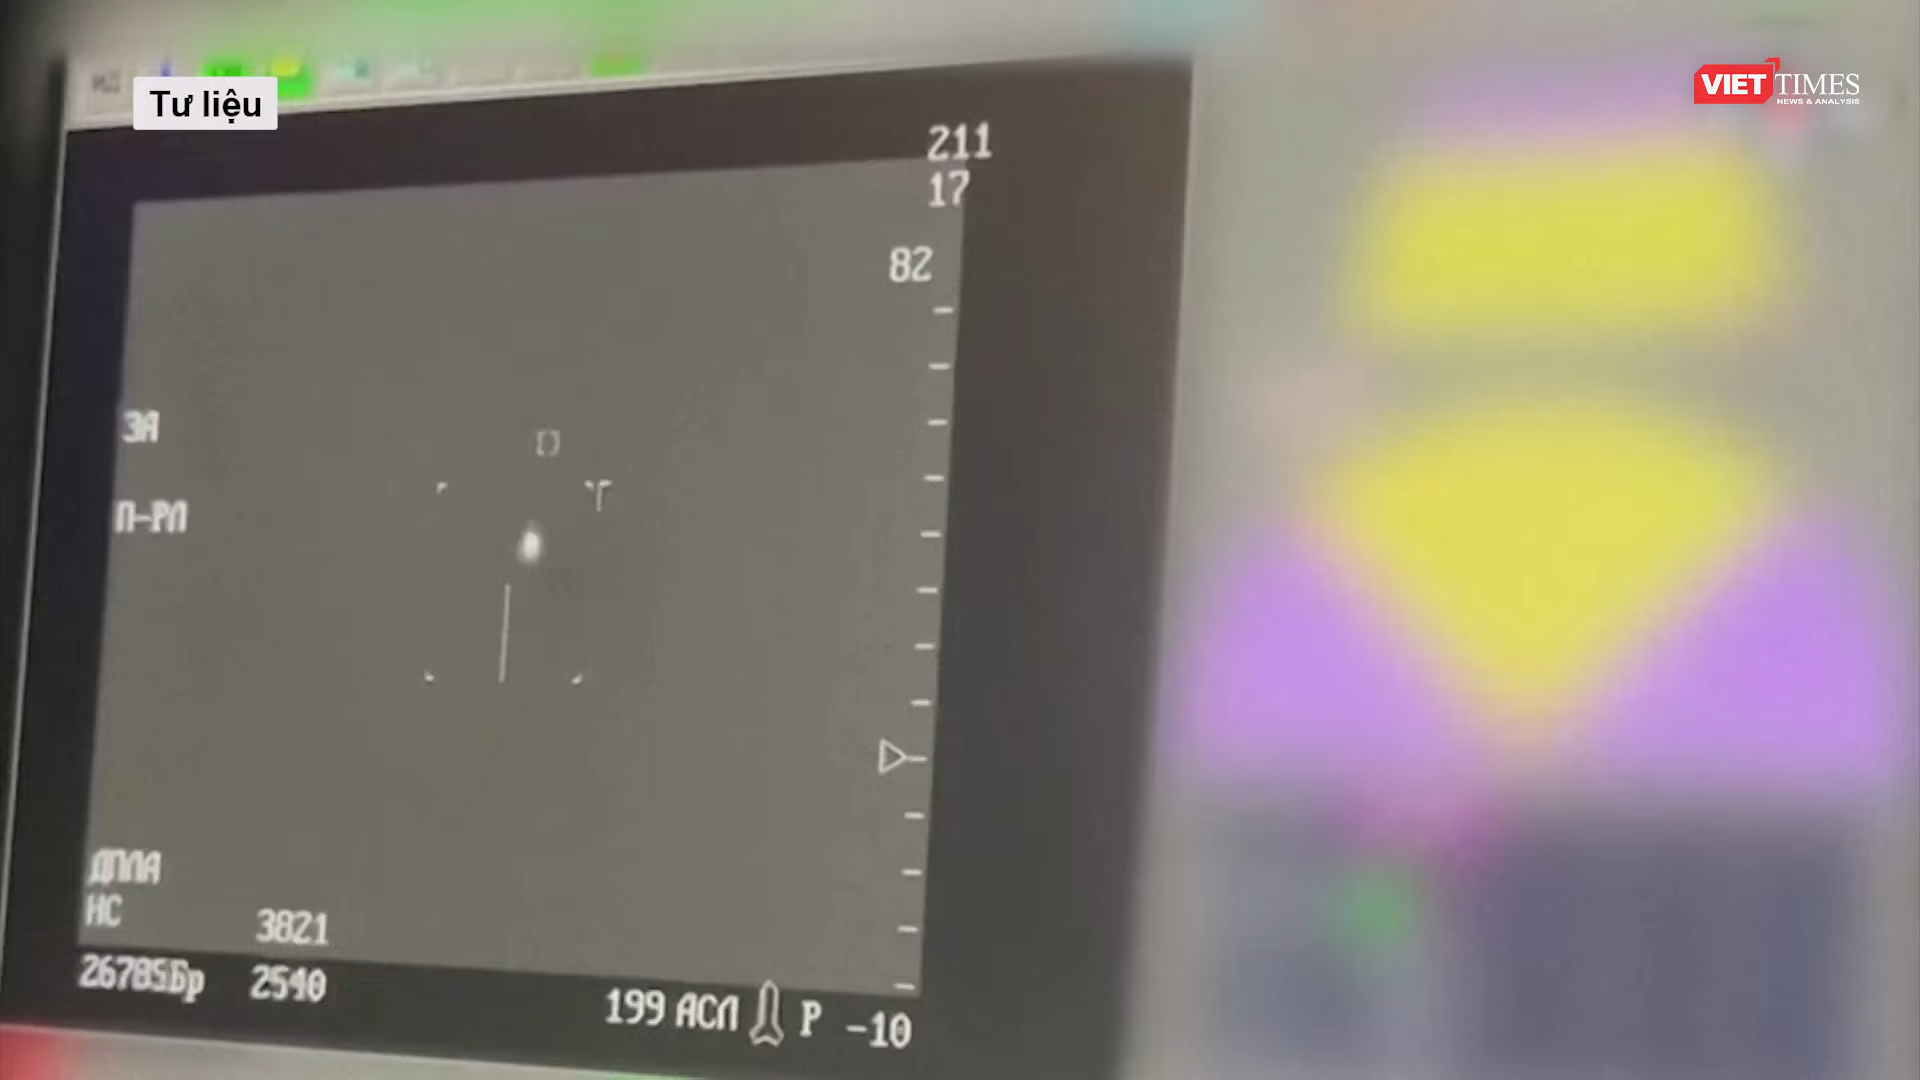 Tư liệu
VIETTIMES
NEWS & ANALYSIS
211
17
82
ЗА
П-РЛ
ДПЛА
НС
3821
26785Бр 2540
199 АСЛ Р -10